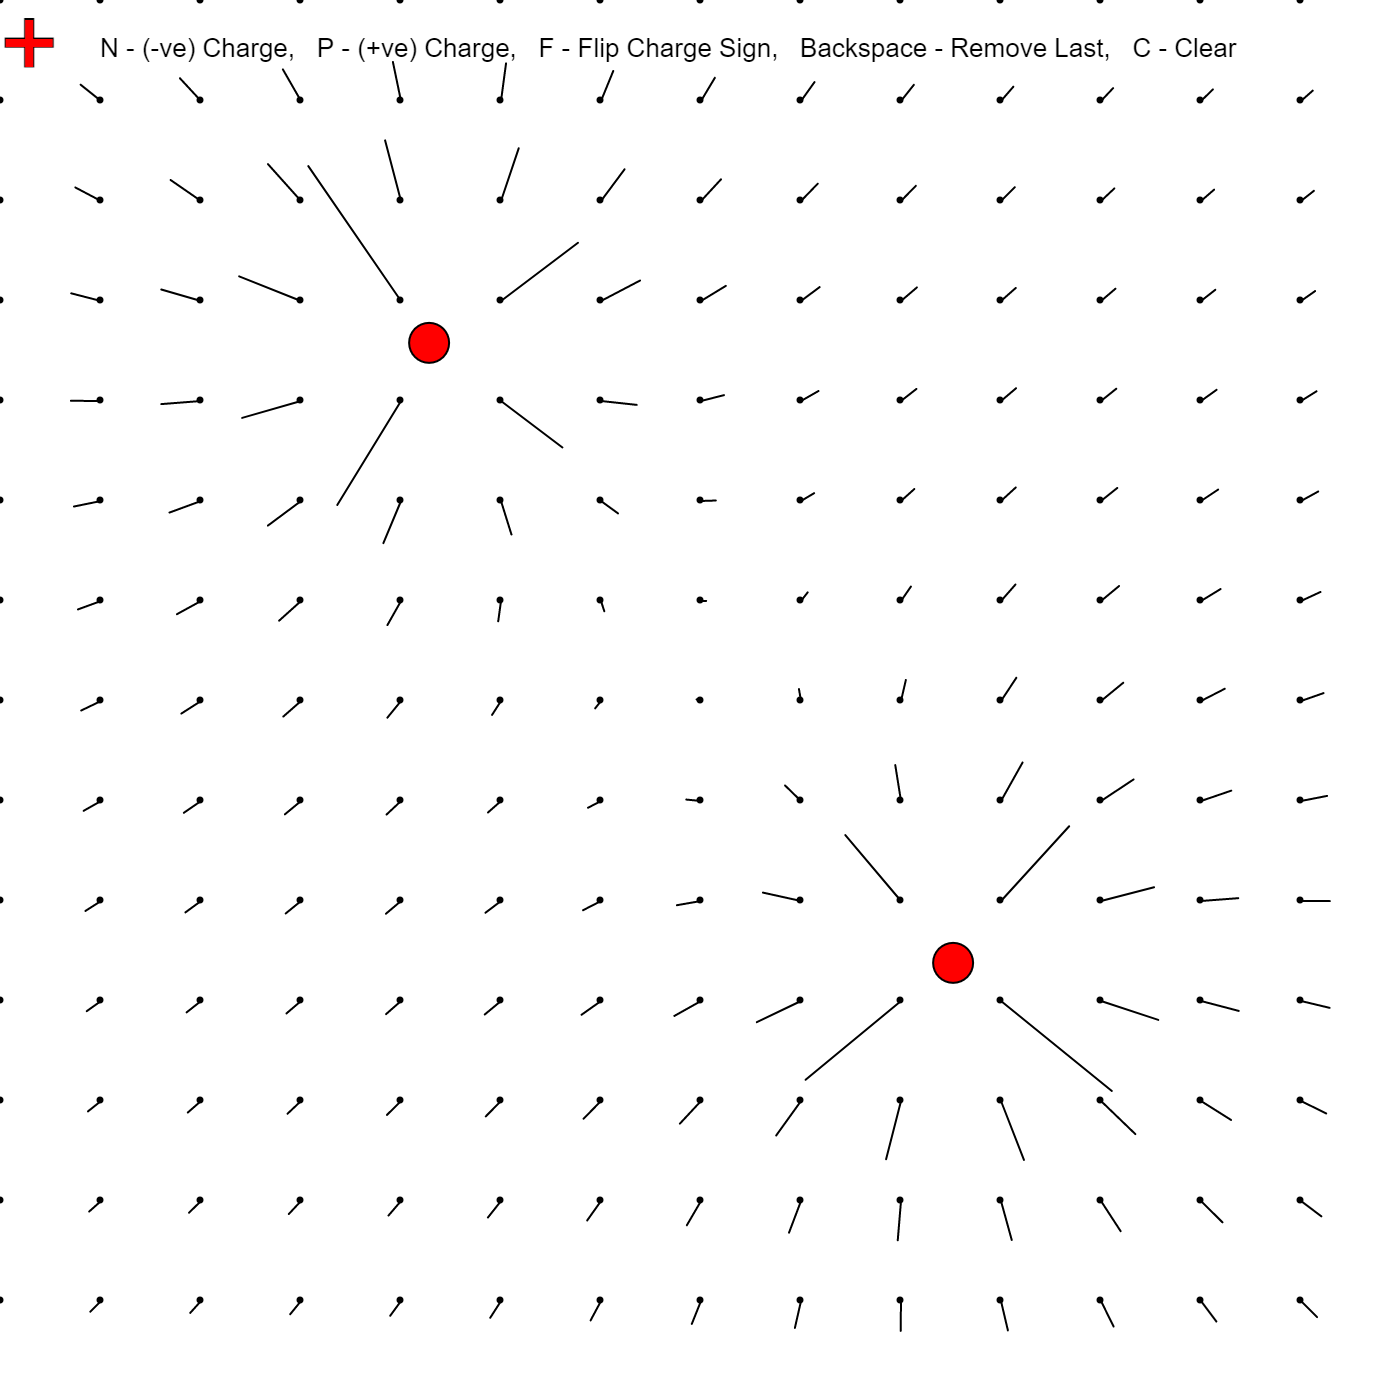 N - (-ve) Charge,   P - (+ve) Charge,   F - Flip Charge Sign,   Backspace - Remove Last,   C - Clear